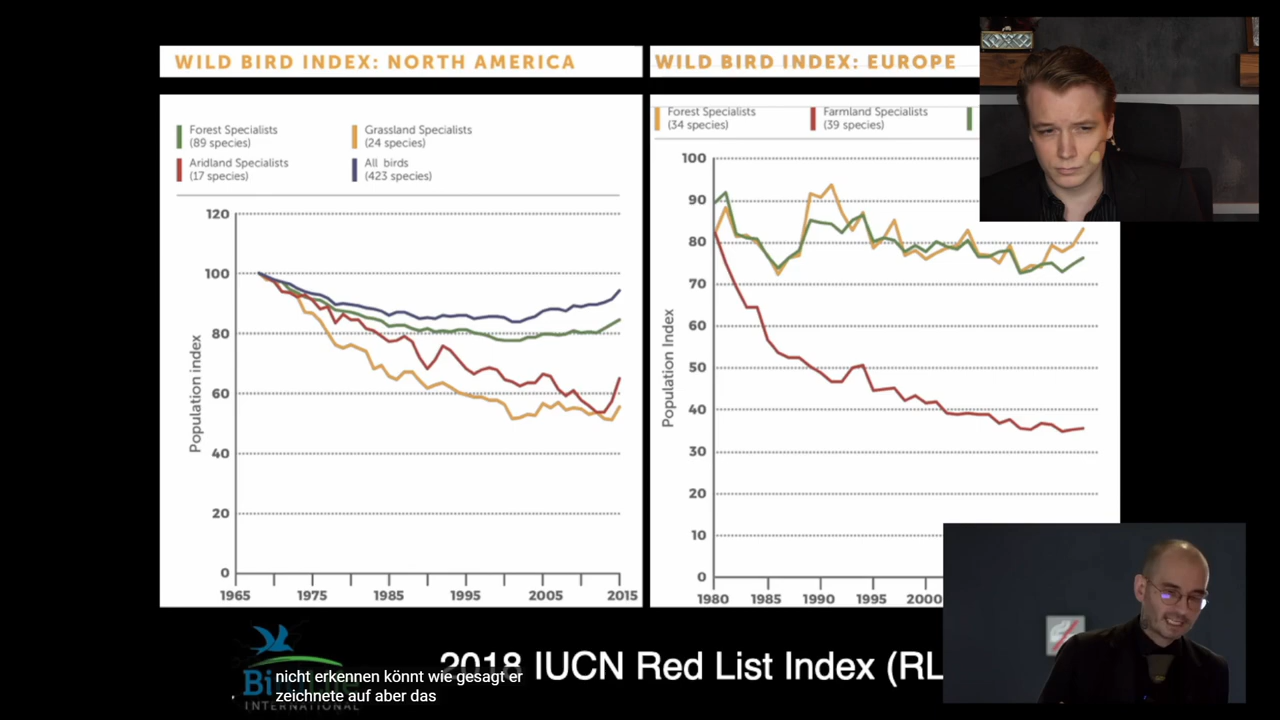 WILD BIRD INDEX: NORTH AMERICA
Forest Specialists
(89 species)
Grassland Specialists
(24 species)
Aridland Specialists
(17 species)
All birds
(423 species)
120
100
80
60
40
20
0
Population index
1965
1975
1985
1995
2005
2015
WILD BIRD INDEX: EUROPE
Forest Specialists
(34 species)
Farmland Specialists
(39 species)
100
90
80
70
60
50
40
30
20
10
0
Population Index
1980
1985
1990
1995
2000
2018 IUCN Red List Index (RL
nicht erkennen könnt wie gesagt er
zeichnete auf aber das
INTERNATIONAL